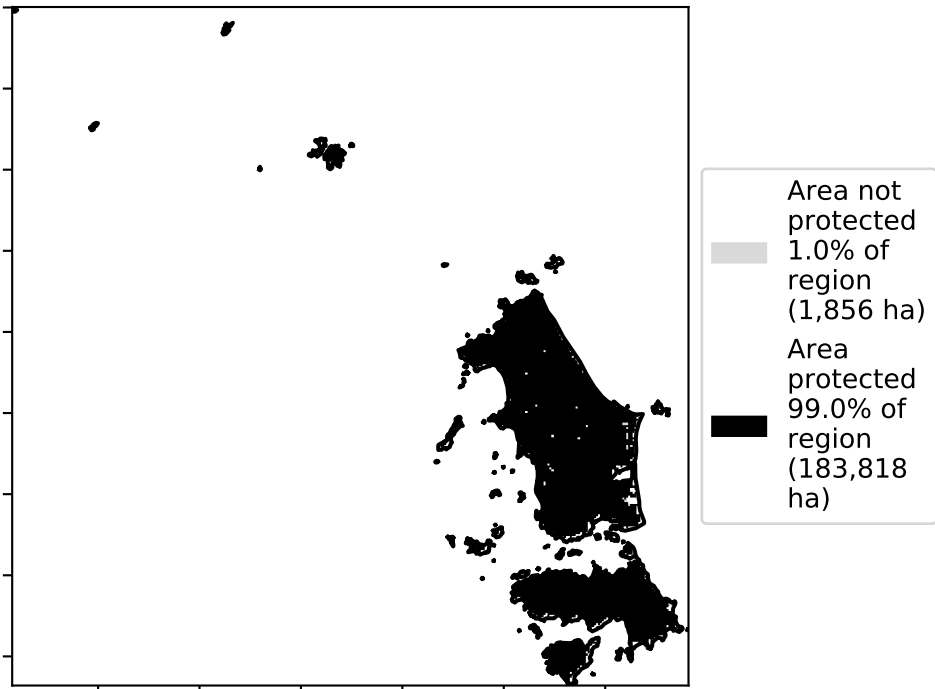 Area not
protected
1.0% of
region
(1,856 ha)
Area
protected
99.0% of
region
(183,818
ha)